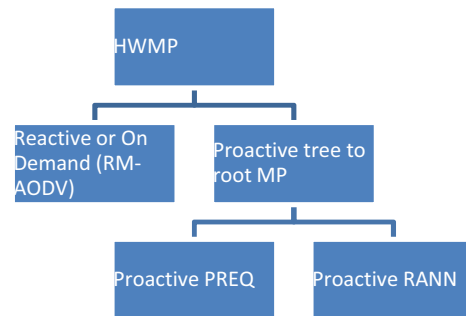 HWMP
Reactive or On
Demand (RM-
AODV)
Proactive tree to
root MP
Proactive PREQ
Proactive RANN